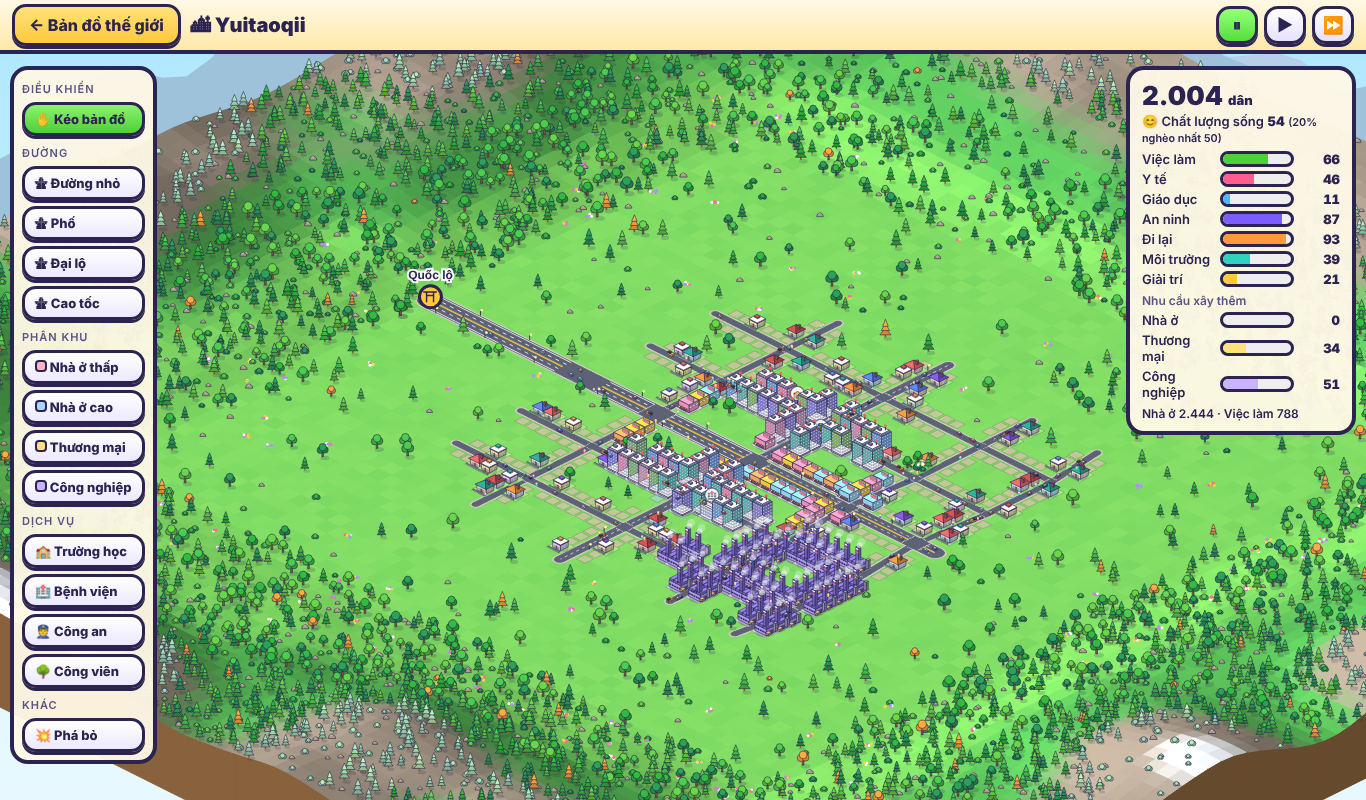 ← Bản đồ thế giới
Yuitaoqii
ĐIỀU KHIỂN
Kéo bản đồ
ĐƯỜNG
Đường nhỏ
Phố
Đại lộ
Cao tốc
PHÂN KHU
Nhà ở thấp
Nhà ở cao
Thương mại
Công nghiệp
DỊCH VỤ
Trường học
Bệnh viện
Công an
Công viên
KHÁC
Phá bỏ
Quốc lộ
2.004 dân
Chất lượng sống 54 (20%
nghèo nhất 50)
Việc làm 66
Y tế 46
Giáo dục 11
An ninh 87
Đi lại 93
Môi trường 39
Giải trí 21
Nhu cầu xây thêm
Nhà ở 0
Thương
mại 34
Công
nghiệp 51
Nhà ở 2.444 · Việc làm 788